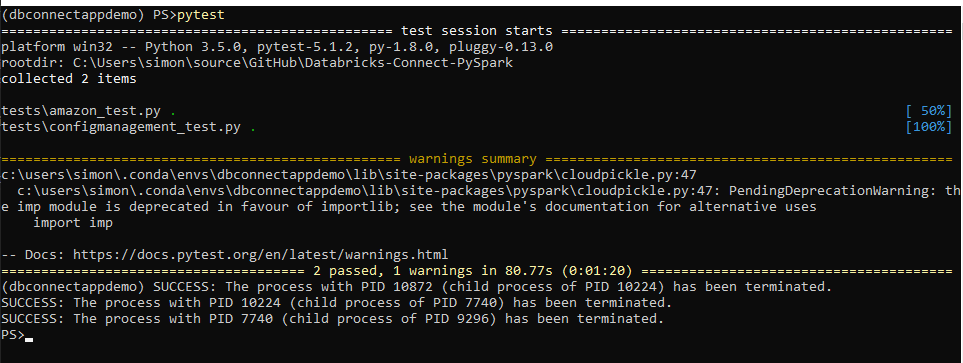 (dbconnectappdemo) PS>pytest
================================================= test session starts =================================================
platform win32 -- Python 3.5.0, pytest-5.1.2, py-1.8.0, pluggy-0.13.0
rootdir: C:\Users\simon\source\GitHub\Databricks-Connect-PySpark
collected 2 items
tests\amazon_test.py . [ 50%]
tests\configmanagement_test.py . [100%]
================================================== warnings summary ===================================================
c:\users\simon\.conda\envs\dbconnectappdemo\lib\site-packages\pyspark\cloudpickle.py:47
c:\users\simon\.conda\envs\dbconnectappdemo\lib\site-packages\pyspark\cloudpickle.py:47: PendingDeprecationWarning: th
e imp module is deprecated in favour of importlib; see the module's documentation for alternative uses
import imp
-- Docs: https://docs.pytest.org/en/latest/warnings.html
====================================== 2 passed, 1 warnings in 80.77s (0:01:20) =======================================
(dbconnectappdemo) SUCCESS: The process with PID 10872 (child process of PID 10224) has been terminated.
SUCCESS: The process with PID 10224 (child process of PID 7740) has been terminated.
SUCCESS: The process with PID 7740 (child process of PID 9296) has been terminated.
PS>